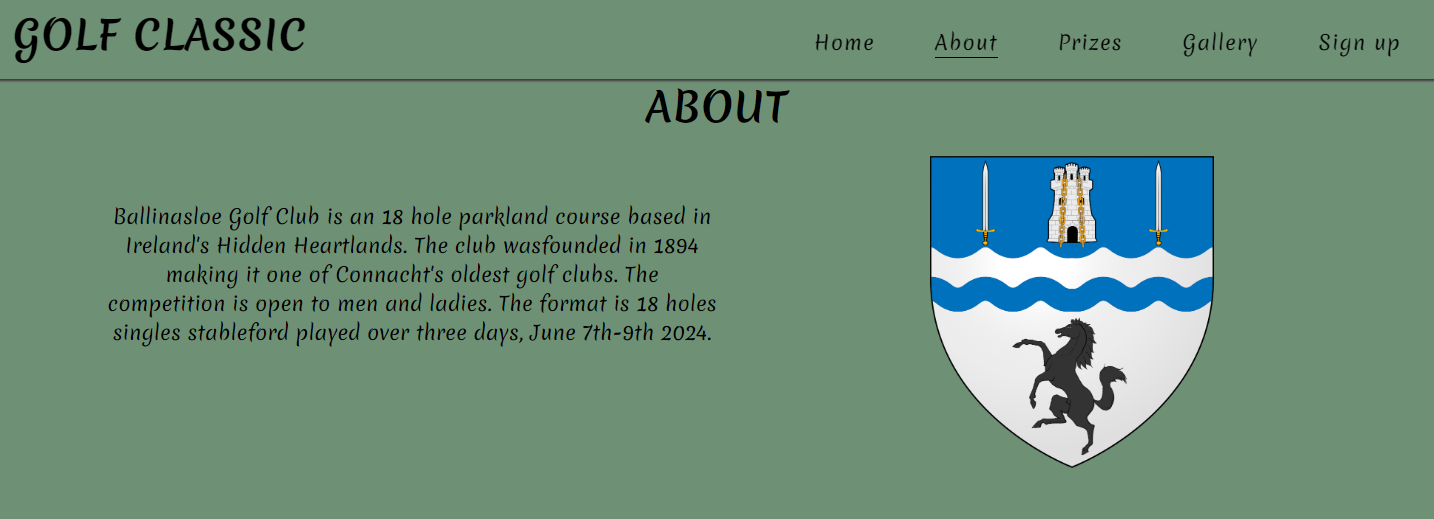 GOLF CLASSIC
Home About Prizes Gallery Sign up
ABOUT
Ballinasloe Golf Club is an 18 hole parkland course based in
Ireland's Hidden Heartlands. The club wasfounded in 1894
making it one of Connacht's oldest golf clubs. The
competition is open to men and ladies. The format is 18 holes
singles stableford played over three days, June 7th-9th 2024.